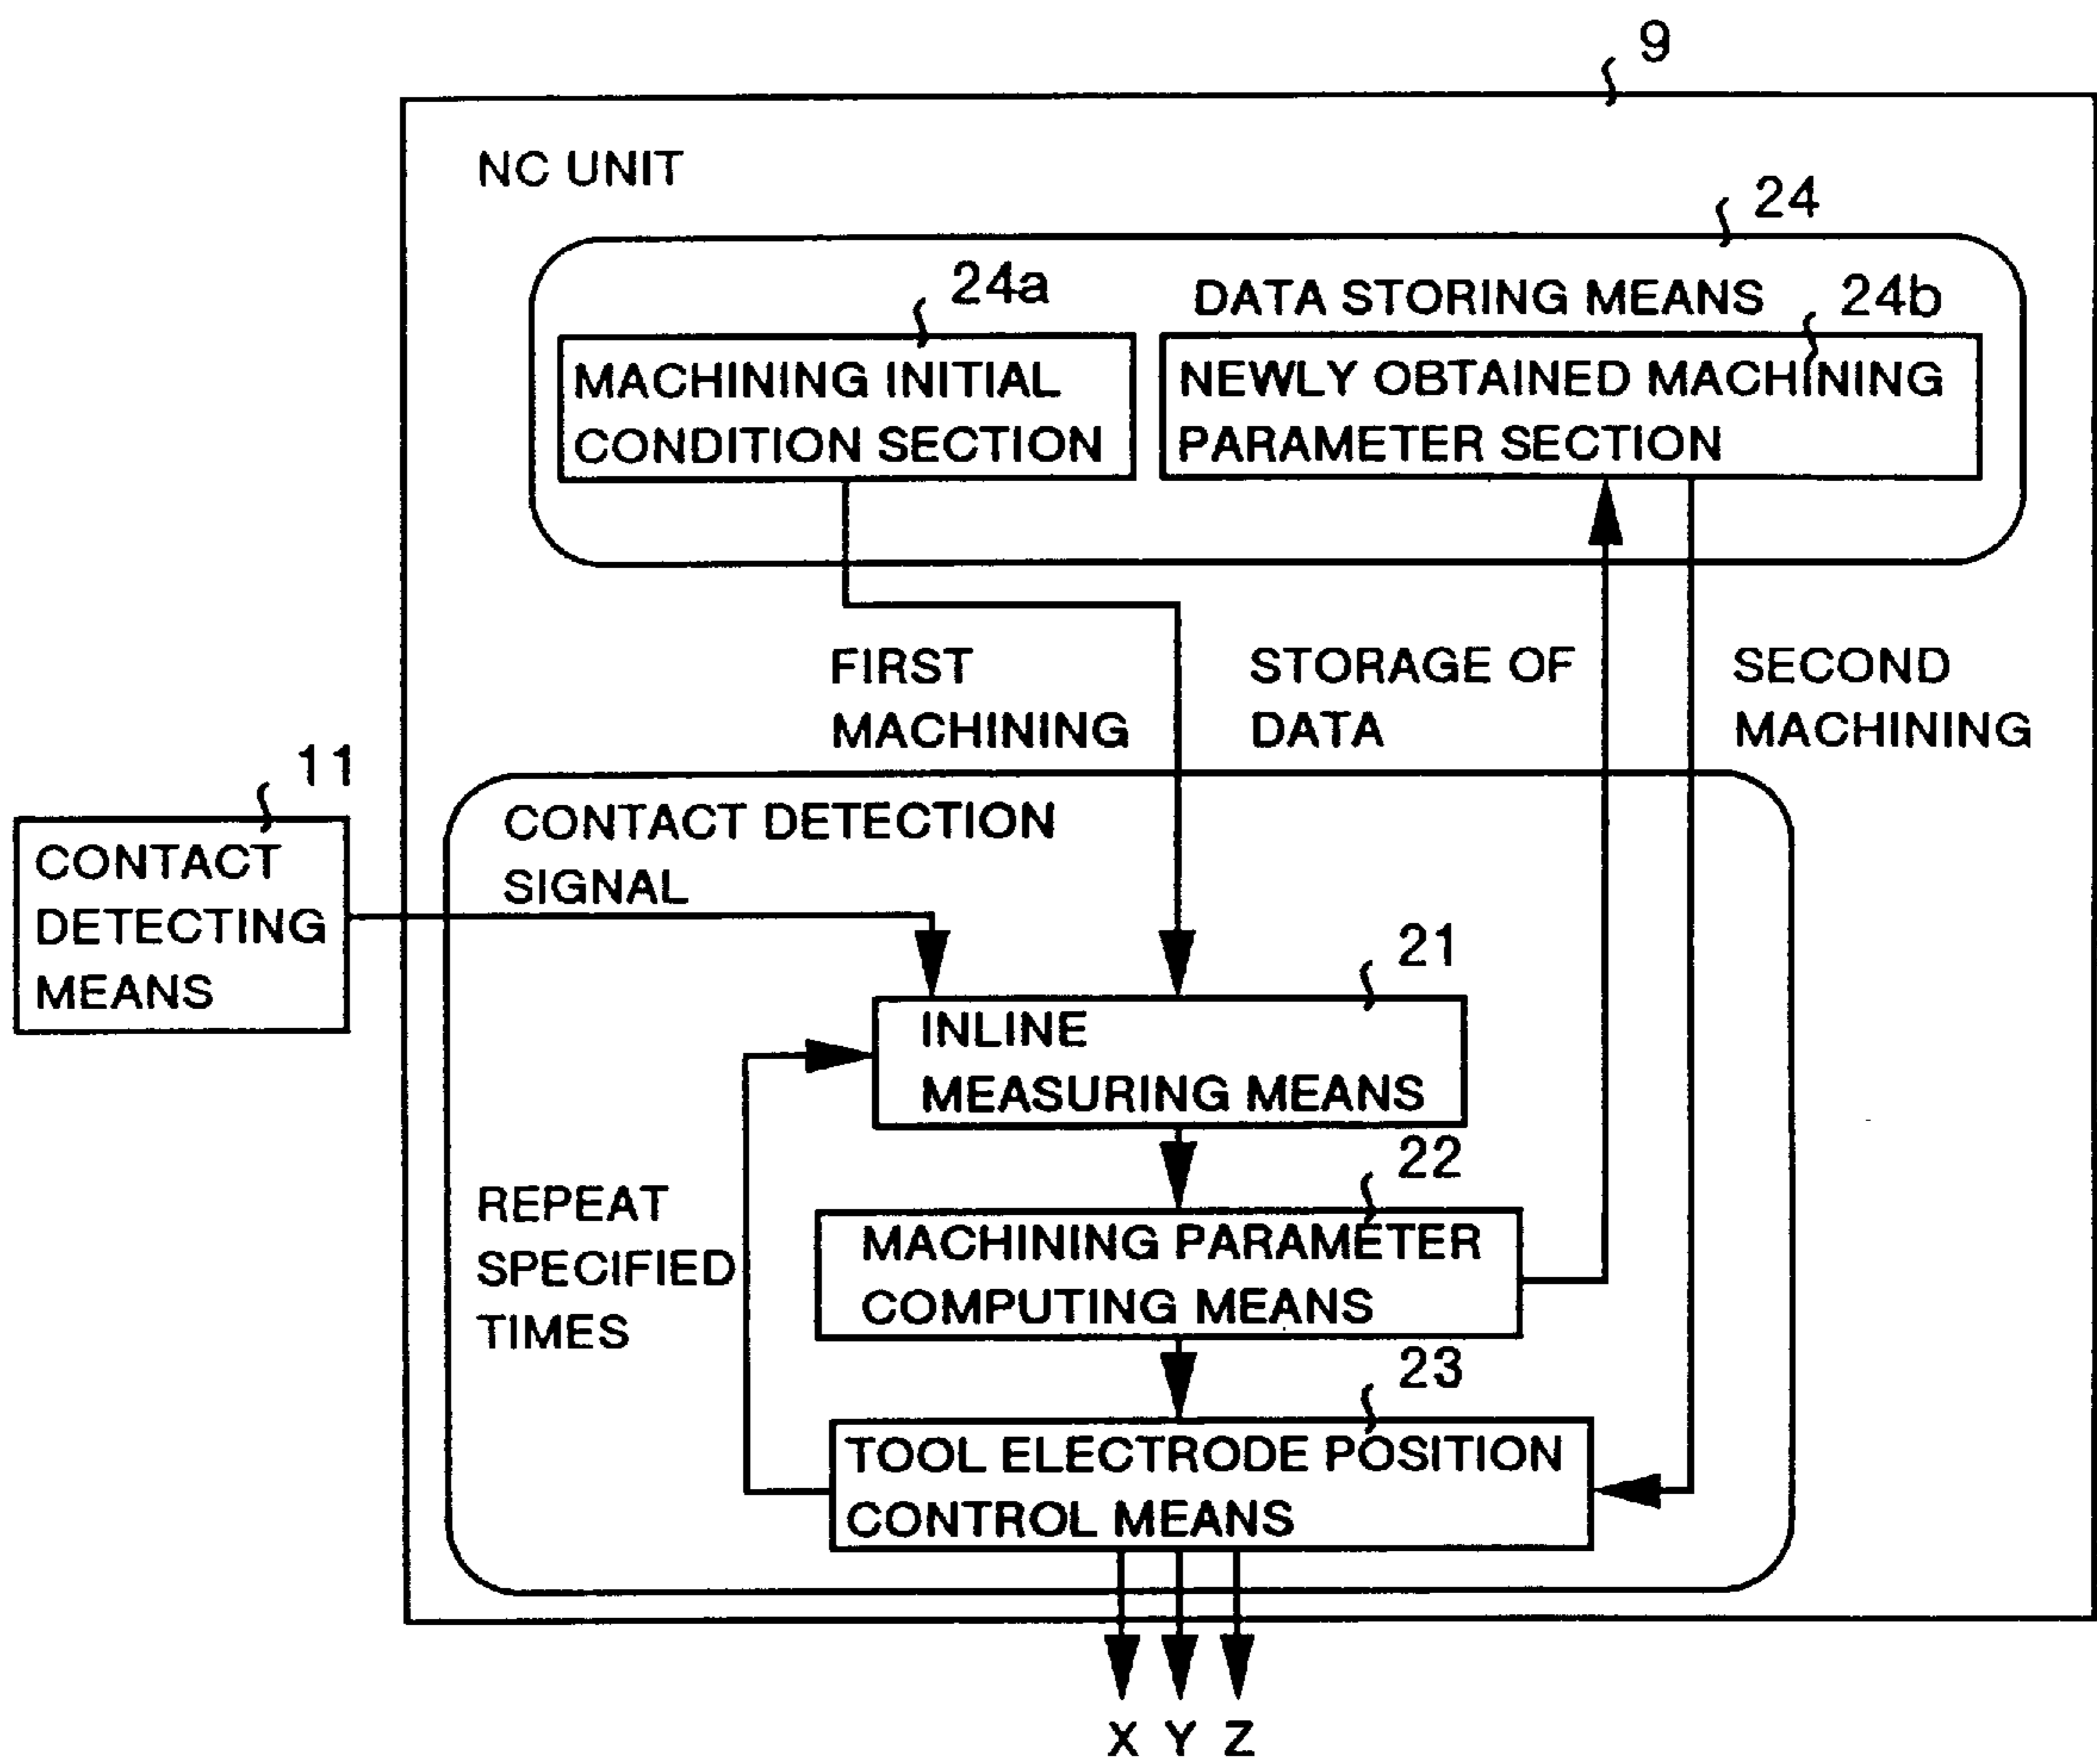 9
NC UNIT
24
24a
DATA STORING MEANS
24b
MACHINING INITIAL
CONDITION SECTION
NEWLY OBTAINED MACHINING
PARAMETER SECTION
FIRST
MACHINING
STORAGE OF
DATA
SECOND
MACHINING
11
CONTACT
DETECTING
MEANS
CONTACT DETECTION
SIGNAL
21
INLINE
MEASURING MEANS
22
REPEAT
SPECIFIED
TIMES
MACHINING PARAMETER
COMPUTING MEANS
23
TOOL ELECTRODE POSITION
CONTROL MEANS
X Y Z